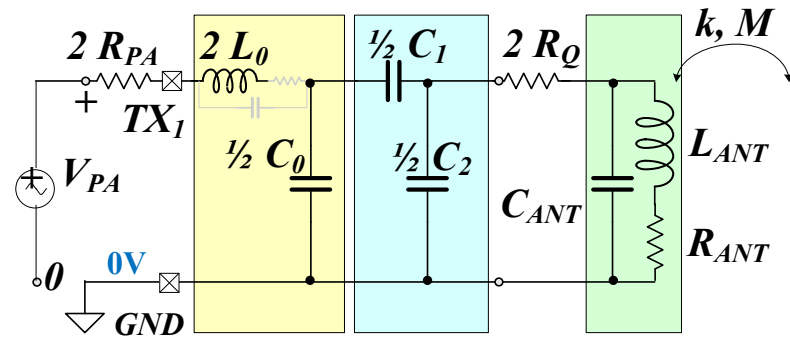 k, M
2 R_PA
2 L_0
½ C_1
2 R_Q
+
TX_1
L_ANT
½ C_0
½ C_2
+
V_PA
C_ANT
R_ANT
0
0V
GND